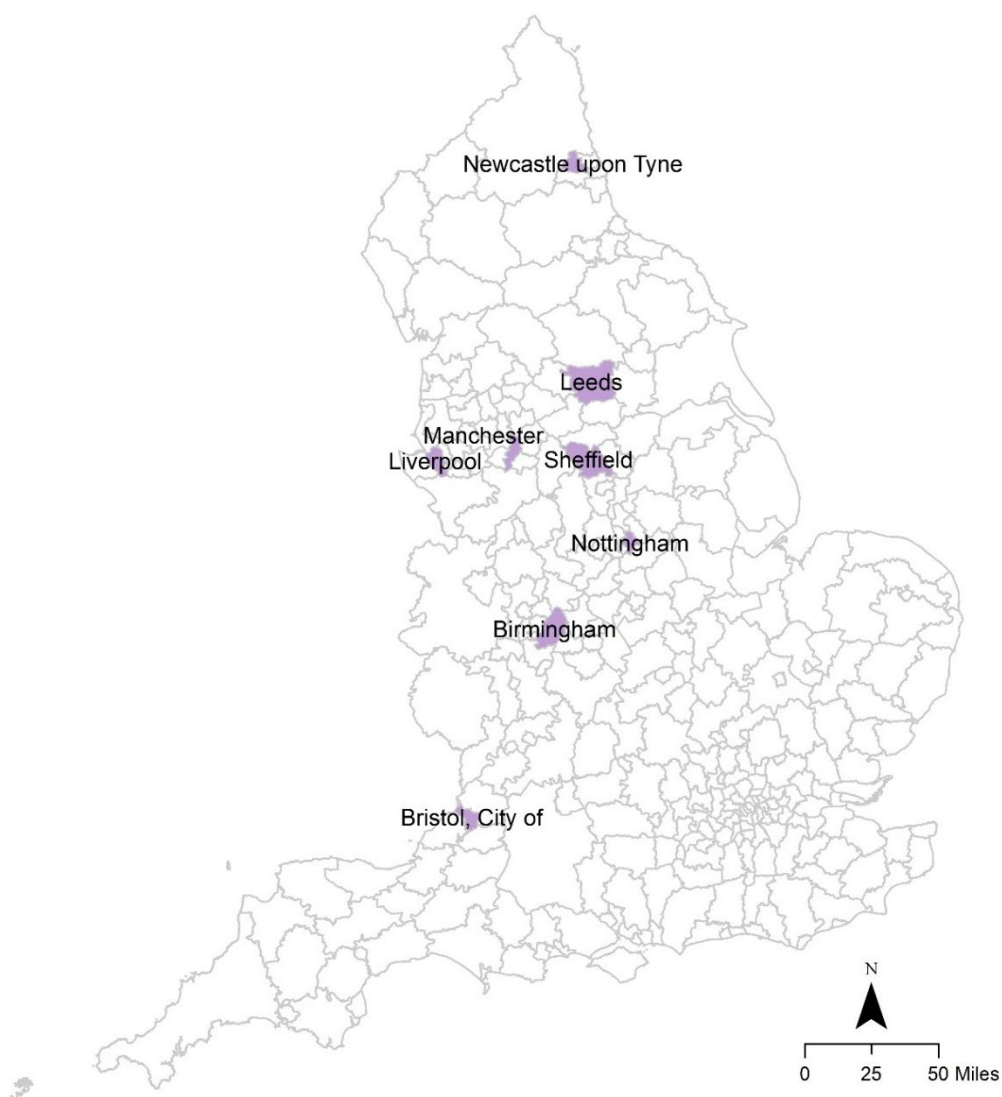 Newcastle upon Tyne
Leeds
Manchester
Liverpool
Sheffield
Nottingham
Birmingham
Bristol, City of
N
0 25 50 Miles